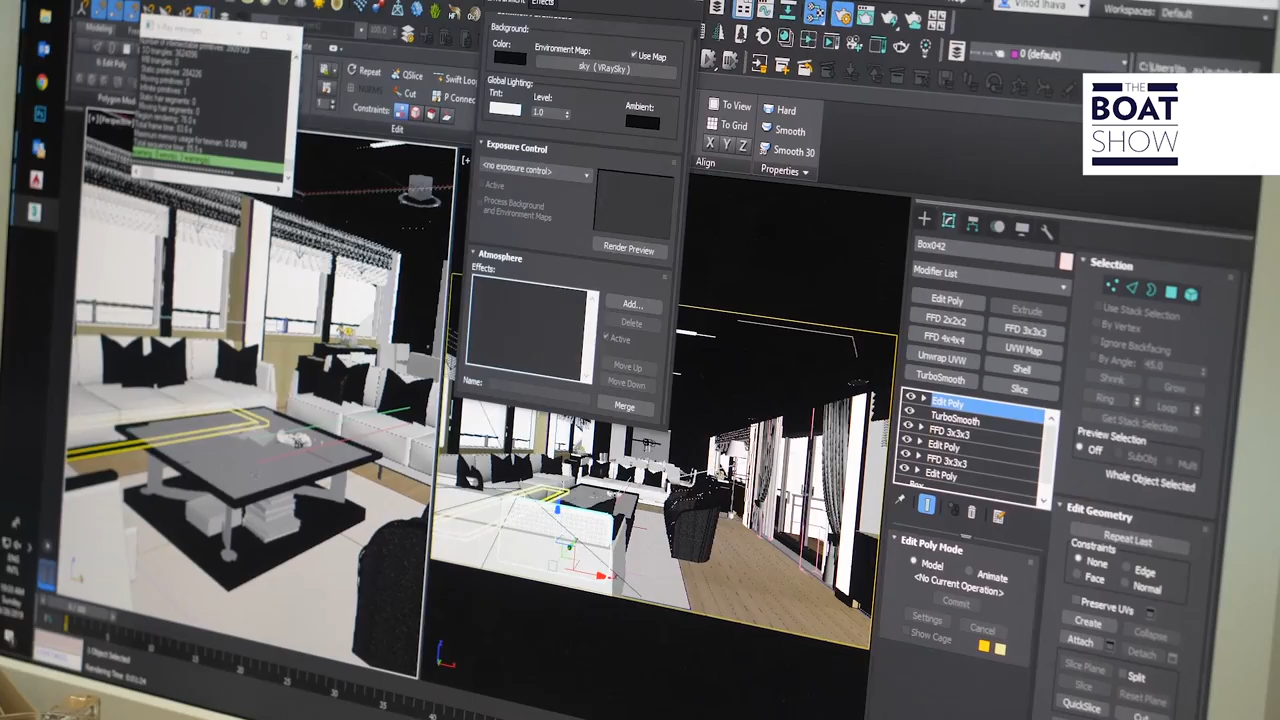 THE
BOAT
SHOW
Workspaces: Default
0 (default)
Effects
Background:
Color:
Environment Map:
Use Map
sky (VRaySky)
Global Lighting:
Tint:
Level:
1.0
Ambient:
Exposure Control
<no exposure control>
Active
Process Background
and Environment Maps
Render Preview
Atmosphere
Effects:
Add...
Delete
Active
Move Up
Move Down
Name:
Merge
Repeat
QSlice
Swift Loop
NURMS
Cut
P Connect
Constraints:
Edit
To View
To Grid
X Y Z
Align
Hard
Smooth
Smooth 30
Properties
Box042
Modifier List
Edit Poly
Extrude
FFD 2x2x2
FFD 3x3x3
FFD 4x4x4
UVW Map
Unwrap UVW
Shell
TurboSmooth
Slice
Edit Poly
TurboSmooth
FFD 3x3x3
Edit Poly
FFD 3x3x3
Edit Poly
Box
Edit Poly Mode
Model
Animate
<No Current Operation>
Commit
Settings
Cancel
Show Cage
Selection
Use Stack Selection
By Vertex
Ignore Backfacing
By Angle: 45.0
Shrink
Grow
Ring
Loop
Get Stack Selection
Preview Selection
Off
SubObj
Multi
Whole Object Selected
Edit Geometry
Repeat Last
Constraints
None
Edge
Face
Normal
Preserve UVs
Create
Collapse
Attach
Detach
Slice Plane
Split
Slice
Reset Plane
QuickSlice
Cut
1 Object Selected